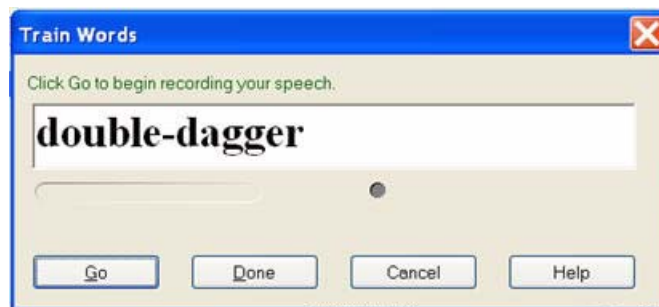 Train Words
Click Go to begin recording your speech.
double-dagger
Go Done Cancel Help